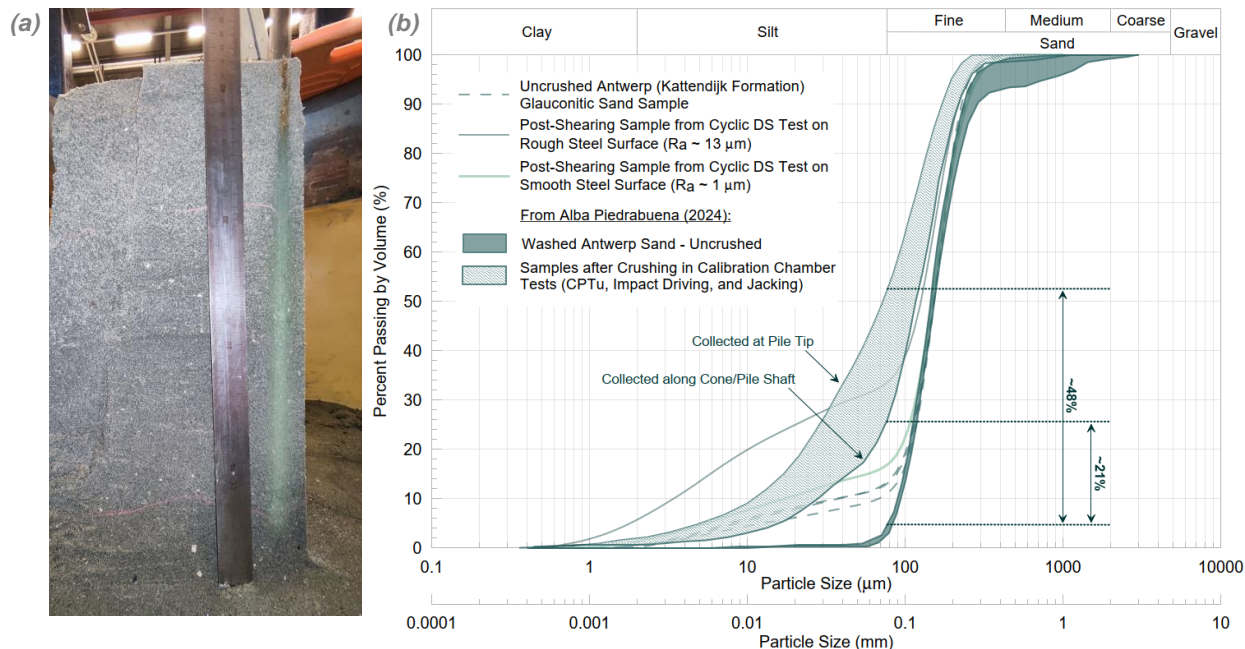 (a)
(b)
Clay
Silt
Fine
Medium
Coarse
Gravel
Sand
Percent Passing by Volume (%)
100
90
80
70
60
50
40
30
20
10
0
Uncrushed Antwerp (Kattendijk Formation)
Glauconitic Sand Sample
Post-Shearing Sample from Cyclic DS Test on
Rough Steel Surface (Ra ~ 13 μm)
Post-Shearing Sample from Cyclic DS Test on
Smooth Steel Surface (Ra ~ 1 μm)
From Alba Piedrabuena (2024):
Washed Antwerp Sand - Uncrushed
Samples after Crushing in Calibration Chamber
Tests (CPTu, Impact Driving, and Jacking)
Collected at Pile Tip
Collected along Cone/Pile Shaft
~48%
~21%
0.1 1 10 100 1000 10000
Particle Size (μm)
0.0001 0.001 0.01 0.1 1 10
Particle Size (mm)